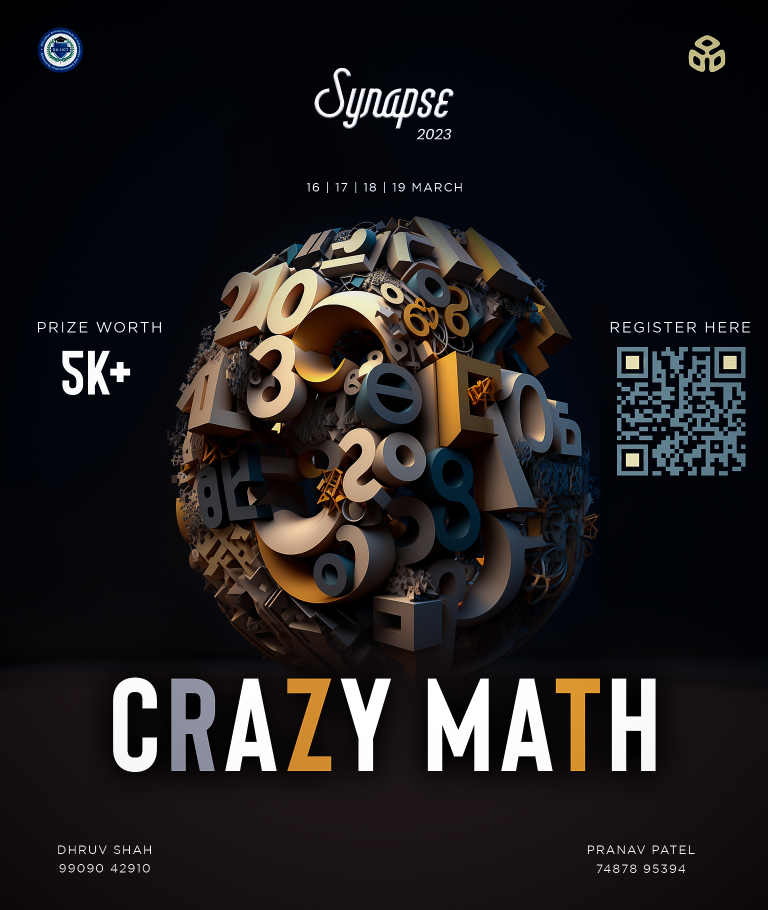 Synapse
2023
16 | 17 | 18 | 19 MARCH
PRIZE WORTH
5K+
REGISTER HERE
CRAZY MATH
DHRUV SHAH
99090 42910
PRANAV PATEL
74878 95394